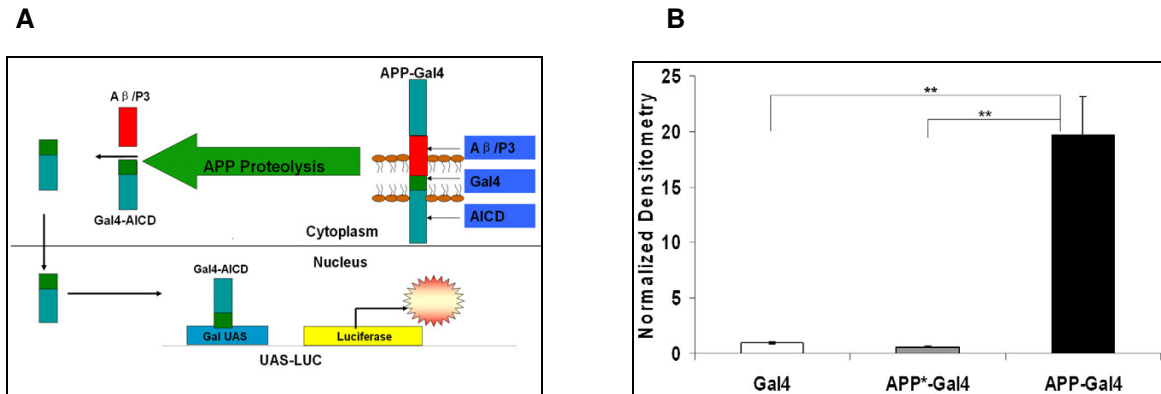 A
APP-Gal4
Aβ/P3
APP Proteolysis
Aβ/P3
Gal4
AICD
Gal4-AICD
Cytoplasm
Nucleus
Gal4-AICD
Gal UAS
Luciferase
UAS-LUC
B
Normalized Densitometry
25
20
15
10
5
0
**
**
Gal4
APP*-Gal4
APP-Gal4